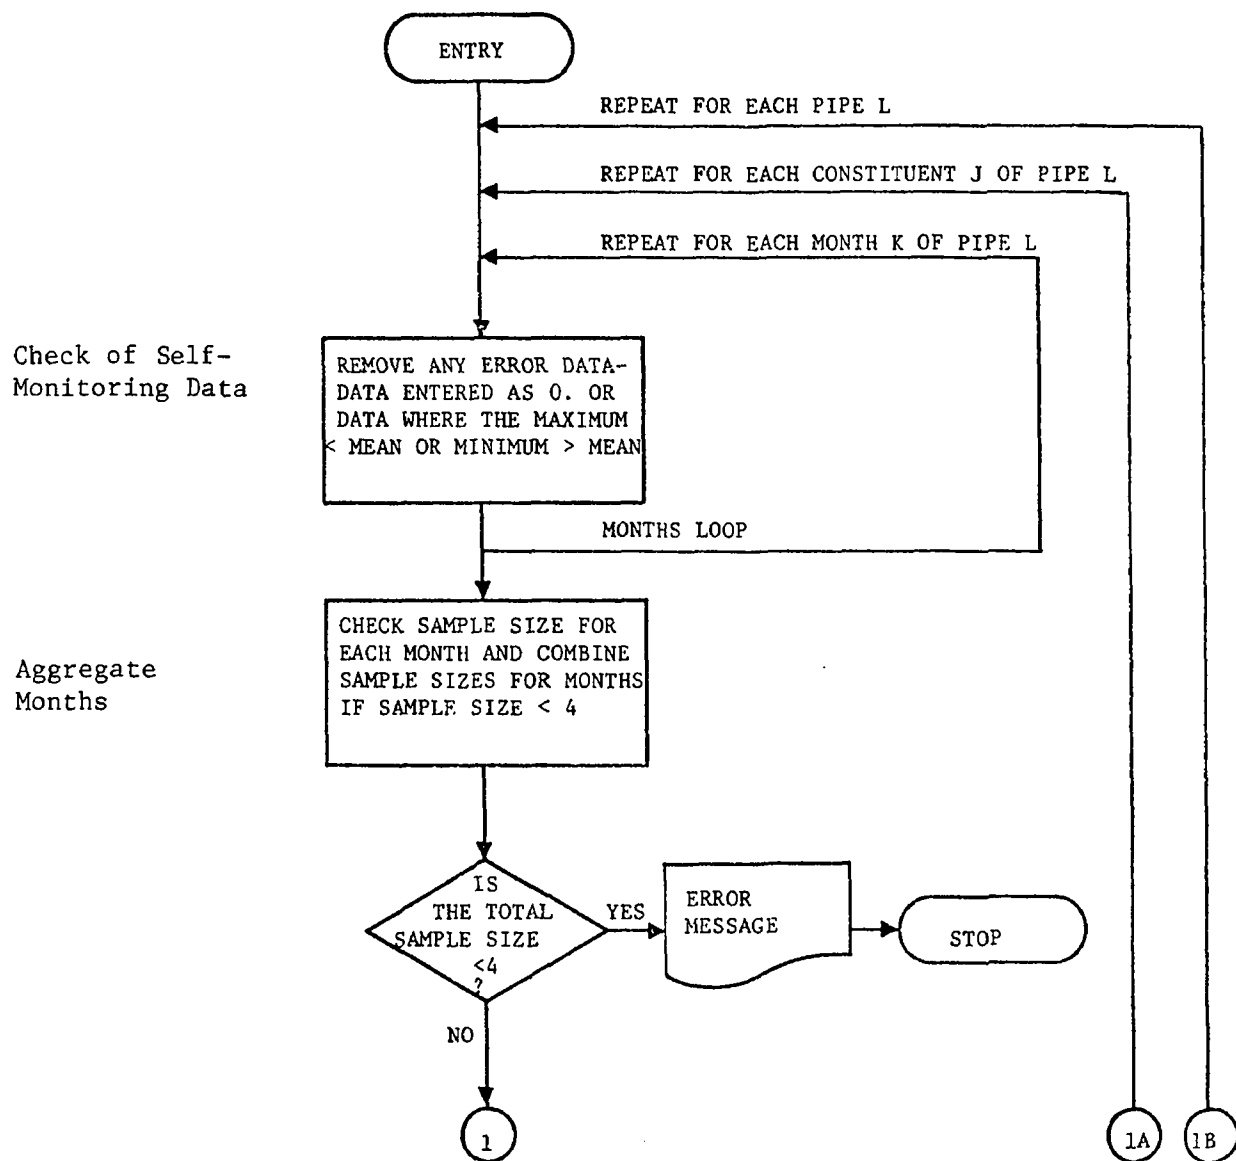 ENTRY
REPEAT FOR EACH PIPE L
REPEAT FOR EACH CONSTITUENT J OF PIPE L
REPEAT FOR EACH MONTH K OF PIPE L
Check of Self-
Monitoring Data
REMOVE ANY ERROR DATA-
DATA ENTERED AS 0. OR
DATA WHERE THE MAXIMUM
< MEAN OR MINIMUM > MEAN
MONTHS LOOP
Aggregate
Months
CHECK SAMPLE SIZE FOR
EACH MONTH AND COMBINE
SAMPLE SIZES FOR MONTHS
IF SAMPLE SIZE < 4
IS
THE TOTAL
SAMPLE SIZE
<4
?
YES
ERROR
MESSAGE
STOP
NO
1
1A
1B